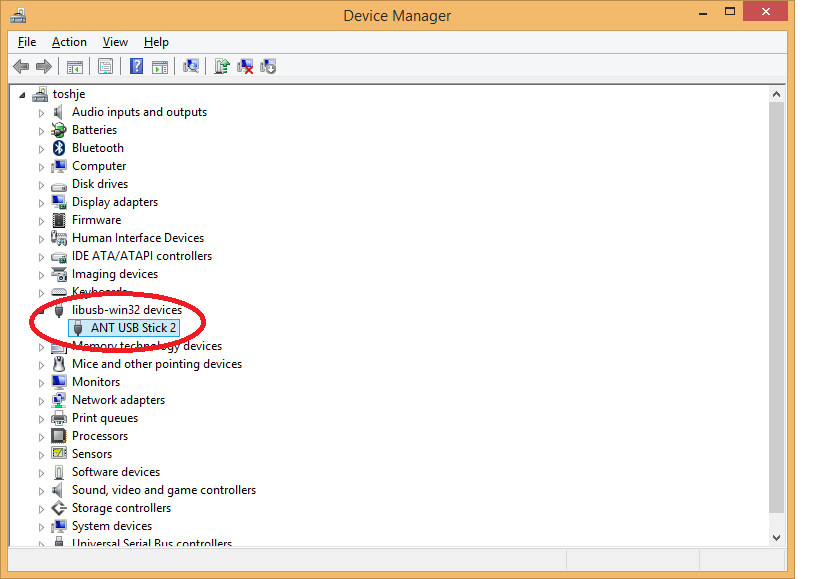 Device Manager
File Action View Help
toshje
Audio inputs and outputs
Batteries
Bluetooth
Computer
Disk drives
Display adapters
Firmware
Human Interface Devices
IDE ATA/ATAPI controllers
Imaging devices
Keyboards
libusb-win32 devices
ANT USB Stick 2
Memory technology devices
Mice and other pointing devices
Monitors
Network adapters
Print queues
Processors
Sensors
Software devices
Sound, video and game controllers
Storage controllers
System devices
Universal Serial Bus controllers